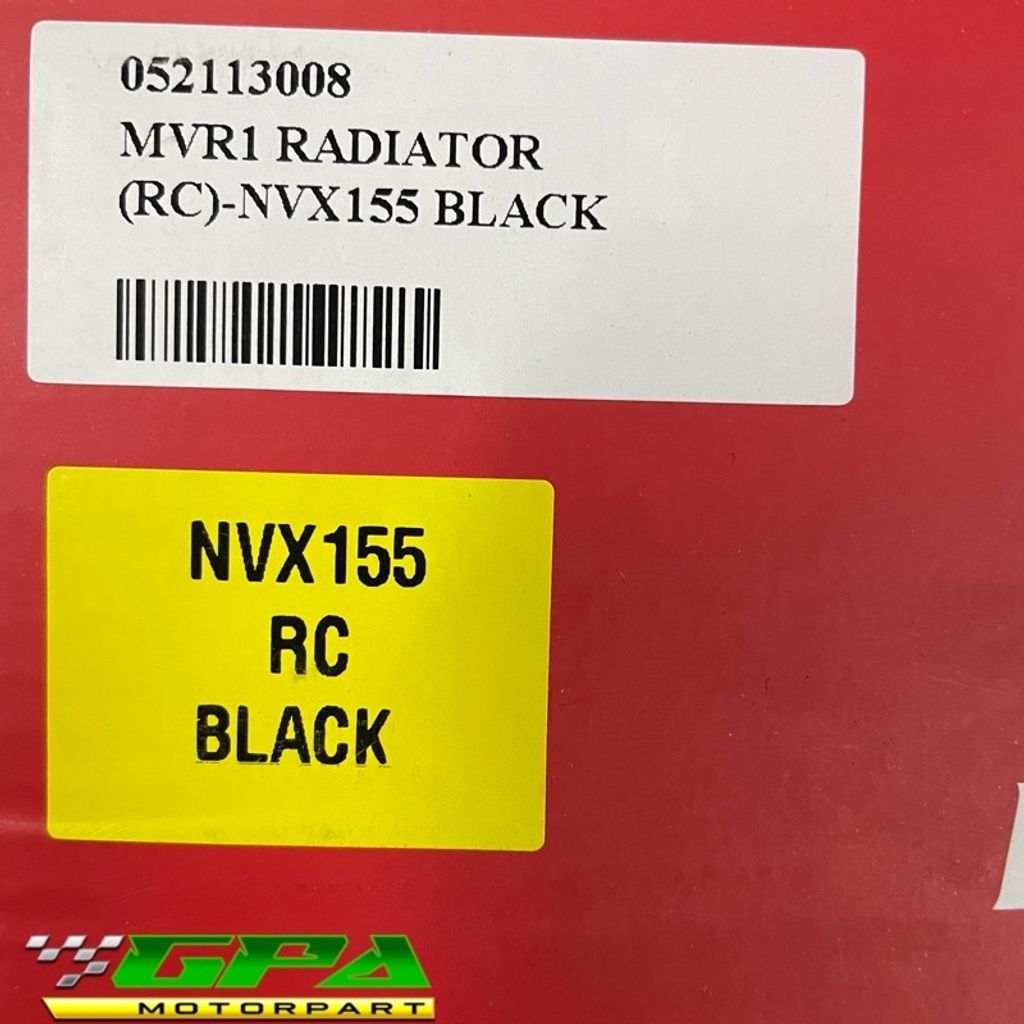 052113008
MVR1 RADIATOR
(RC)-NVX155 BLACK
NVX155
RC
BLACK
GPA
MOTORPART